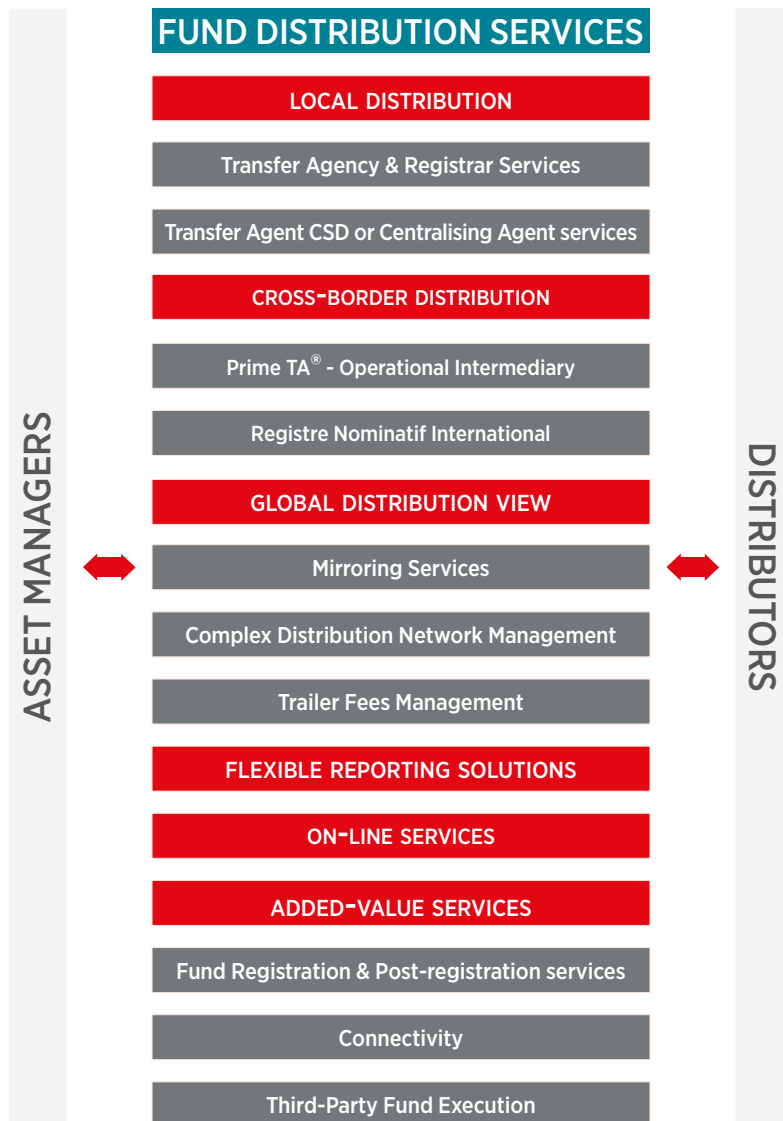 FUND DISTRIBUTION SERVICES
LOCAL DISTRIBUTION
Transfer Agency & Registrar Services
Transfer Agent CSD or Centralising Agent services
CROSS-BORDER DISTRIBUTION
Prime TA® - Operational Intermediary
Registre Nominatif International
GLOBAL DISTRIBUTION VIEW
Mirroring Services
Complex Distribution Network Management
Trailer Fees Management
FLEXIBLE REPORTING SOLUTIONS
ON-LINE SERVICES
ADDED-VALUE SERVICES
Fund Registration & Post-registration services
Connectivity
Third-Party Fund Execution
ASSET MANAGERS
DISTRIBUTORS